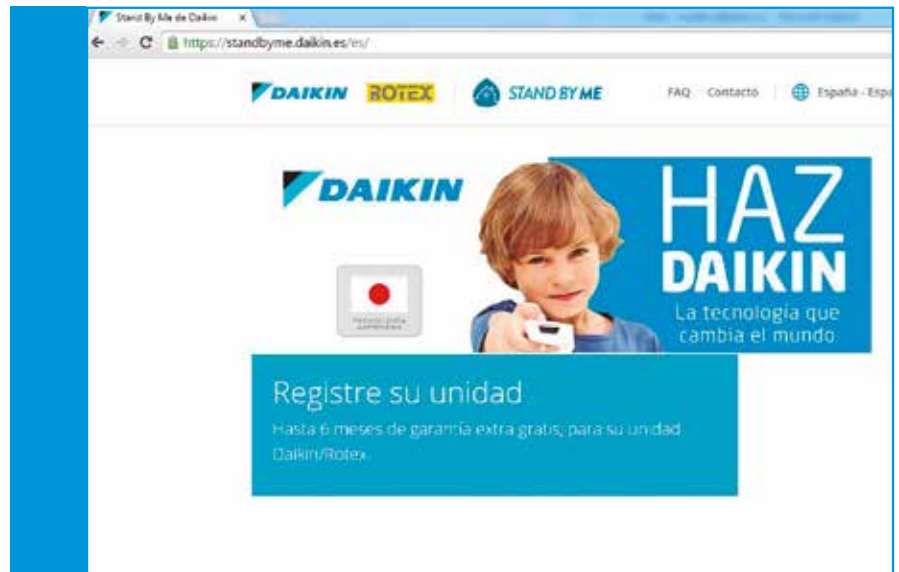 Stand By Me de Daikin
https://standbyme.daikin.es/es/
DAIKIN ROTEX STAND BY ME FAQ Contacto España - Espa
DAIKIN
HAZ
DAIKIN
La tecnología que
cambia el mundo
Registre su unidad
Hasta 6 meses de garantía extra gratis, para su unidad
Daikin/Rotex.